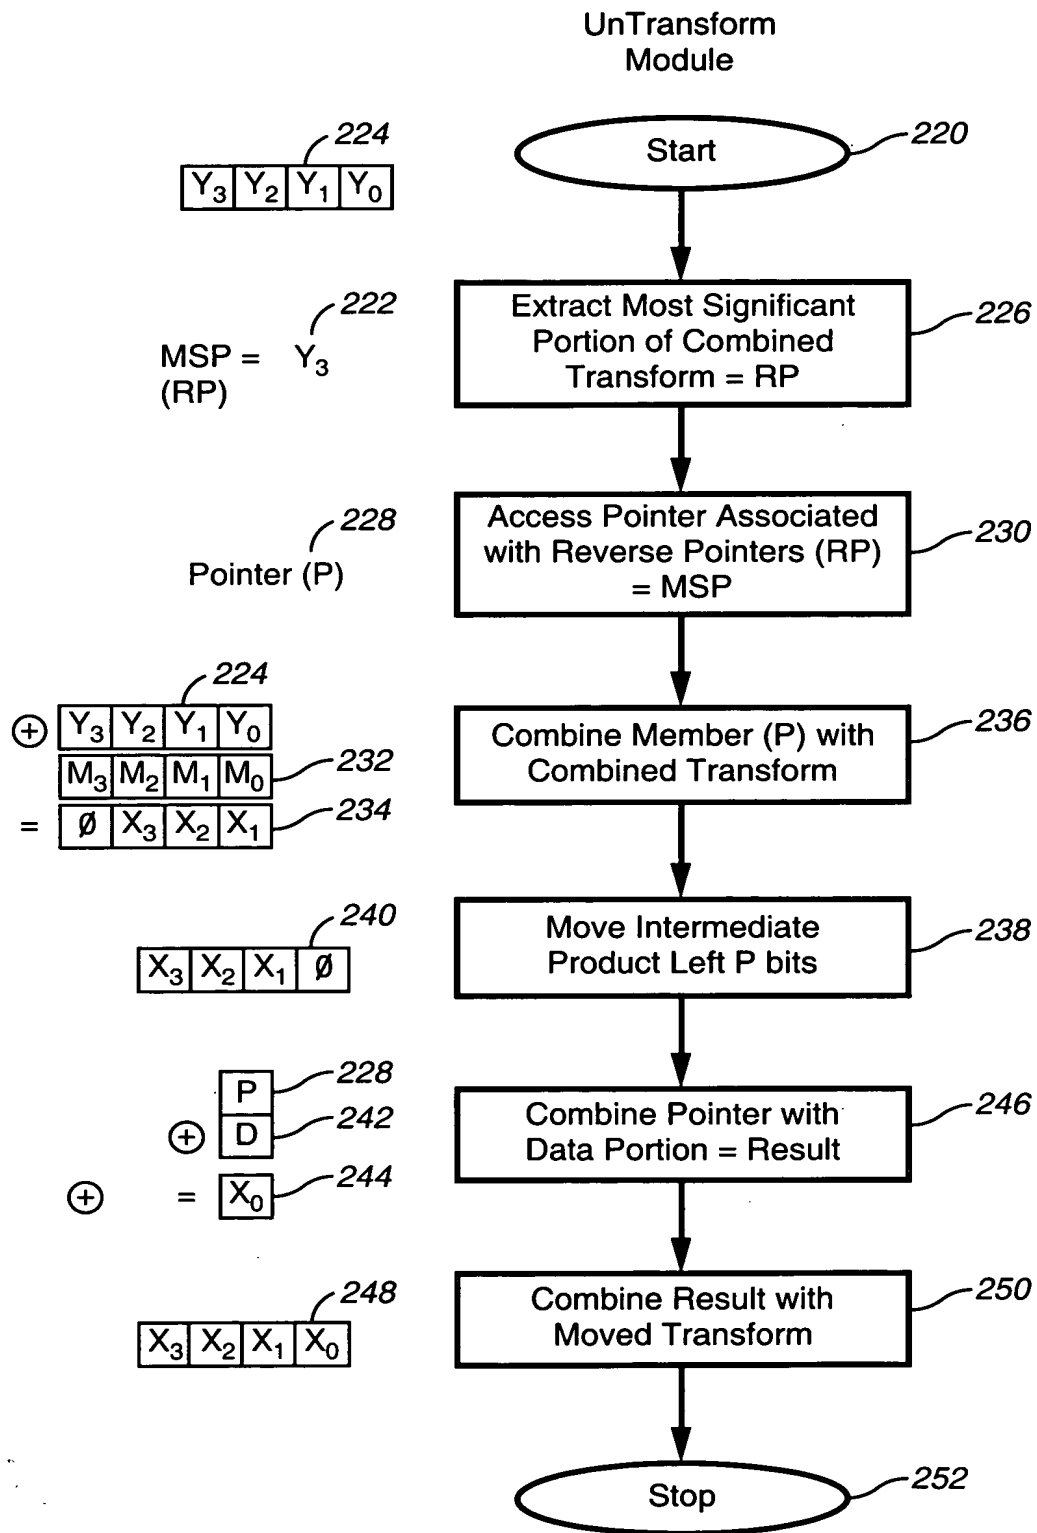 UnTransform
Module
224
Y3 Y2 Y1 Y0
Start
220
222
MSP = Y3
(RP)
Extract Most Significant
Portion of Combined
Transform = RP
226
228
Pointer (P)
Access Pointer Associated
with Reverse Pointers (RP)
= MSP
230
224
⊕ Y3 Y2 Y1 Y0
M3 M2 M1 M0 232
= Ø X3 X2 X1 234
Combine Member (P) with
Combined Transform
236
240
X3 X2 X1 Ø
Move Intermediate
Product Left P bits
238
P 228
⊕ D 242
⊕ = X0 244
Combine Pointer with
Data Portion = Result
246
248
X3 X2 X1 X0
Combine Result with
Moved Transform
250
Stop
252